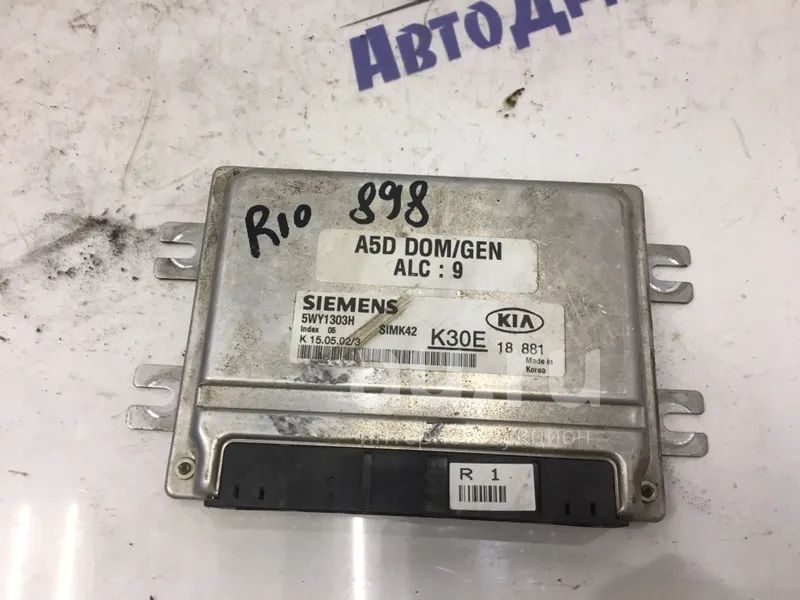 АвтоД
RIO 898
A5D DOM/GEN
ALC : 9
SIEMENS
5WY1303H
Index 05
SIMK42
K 15.05.02/3
KIA
K30E
18 881
Made in
Korea
R 1